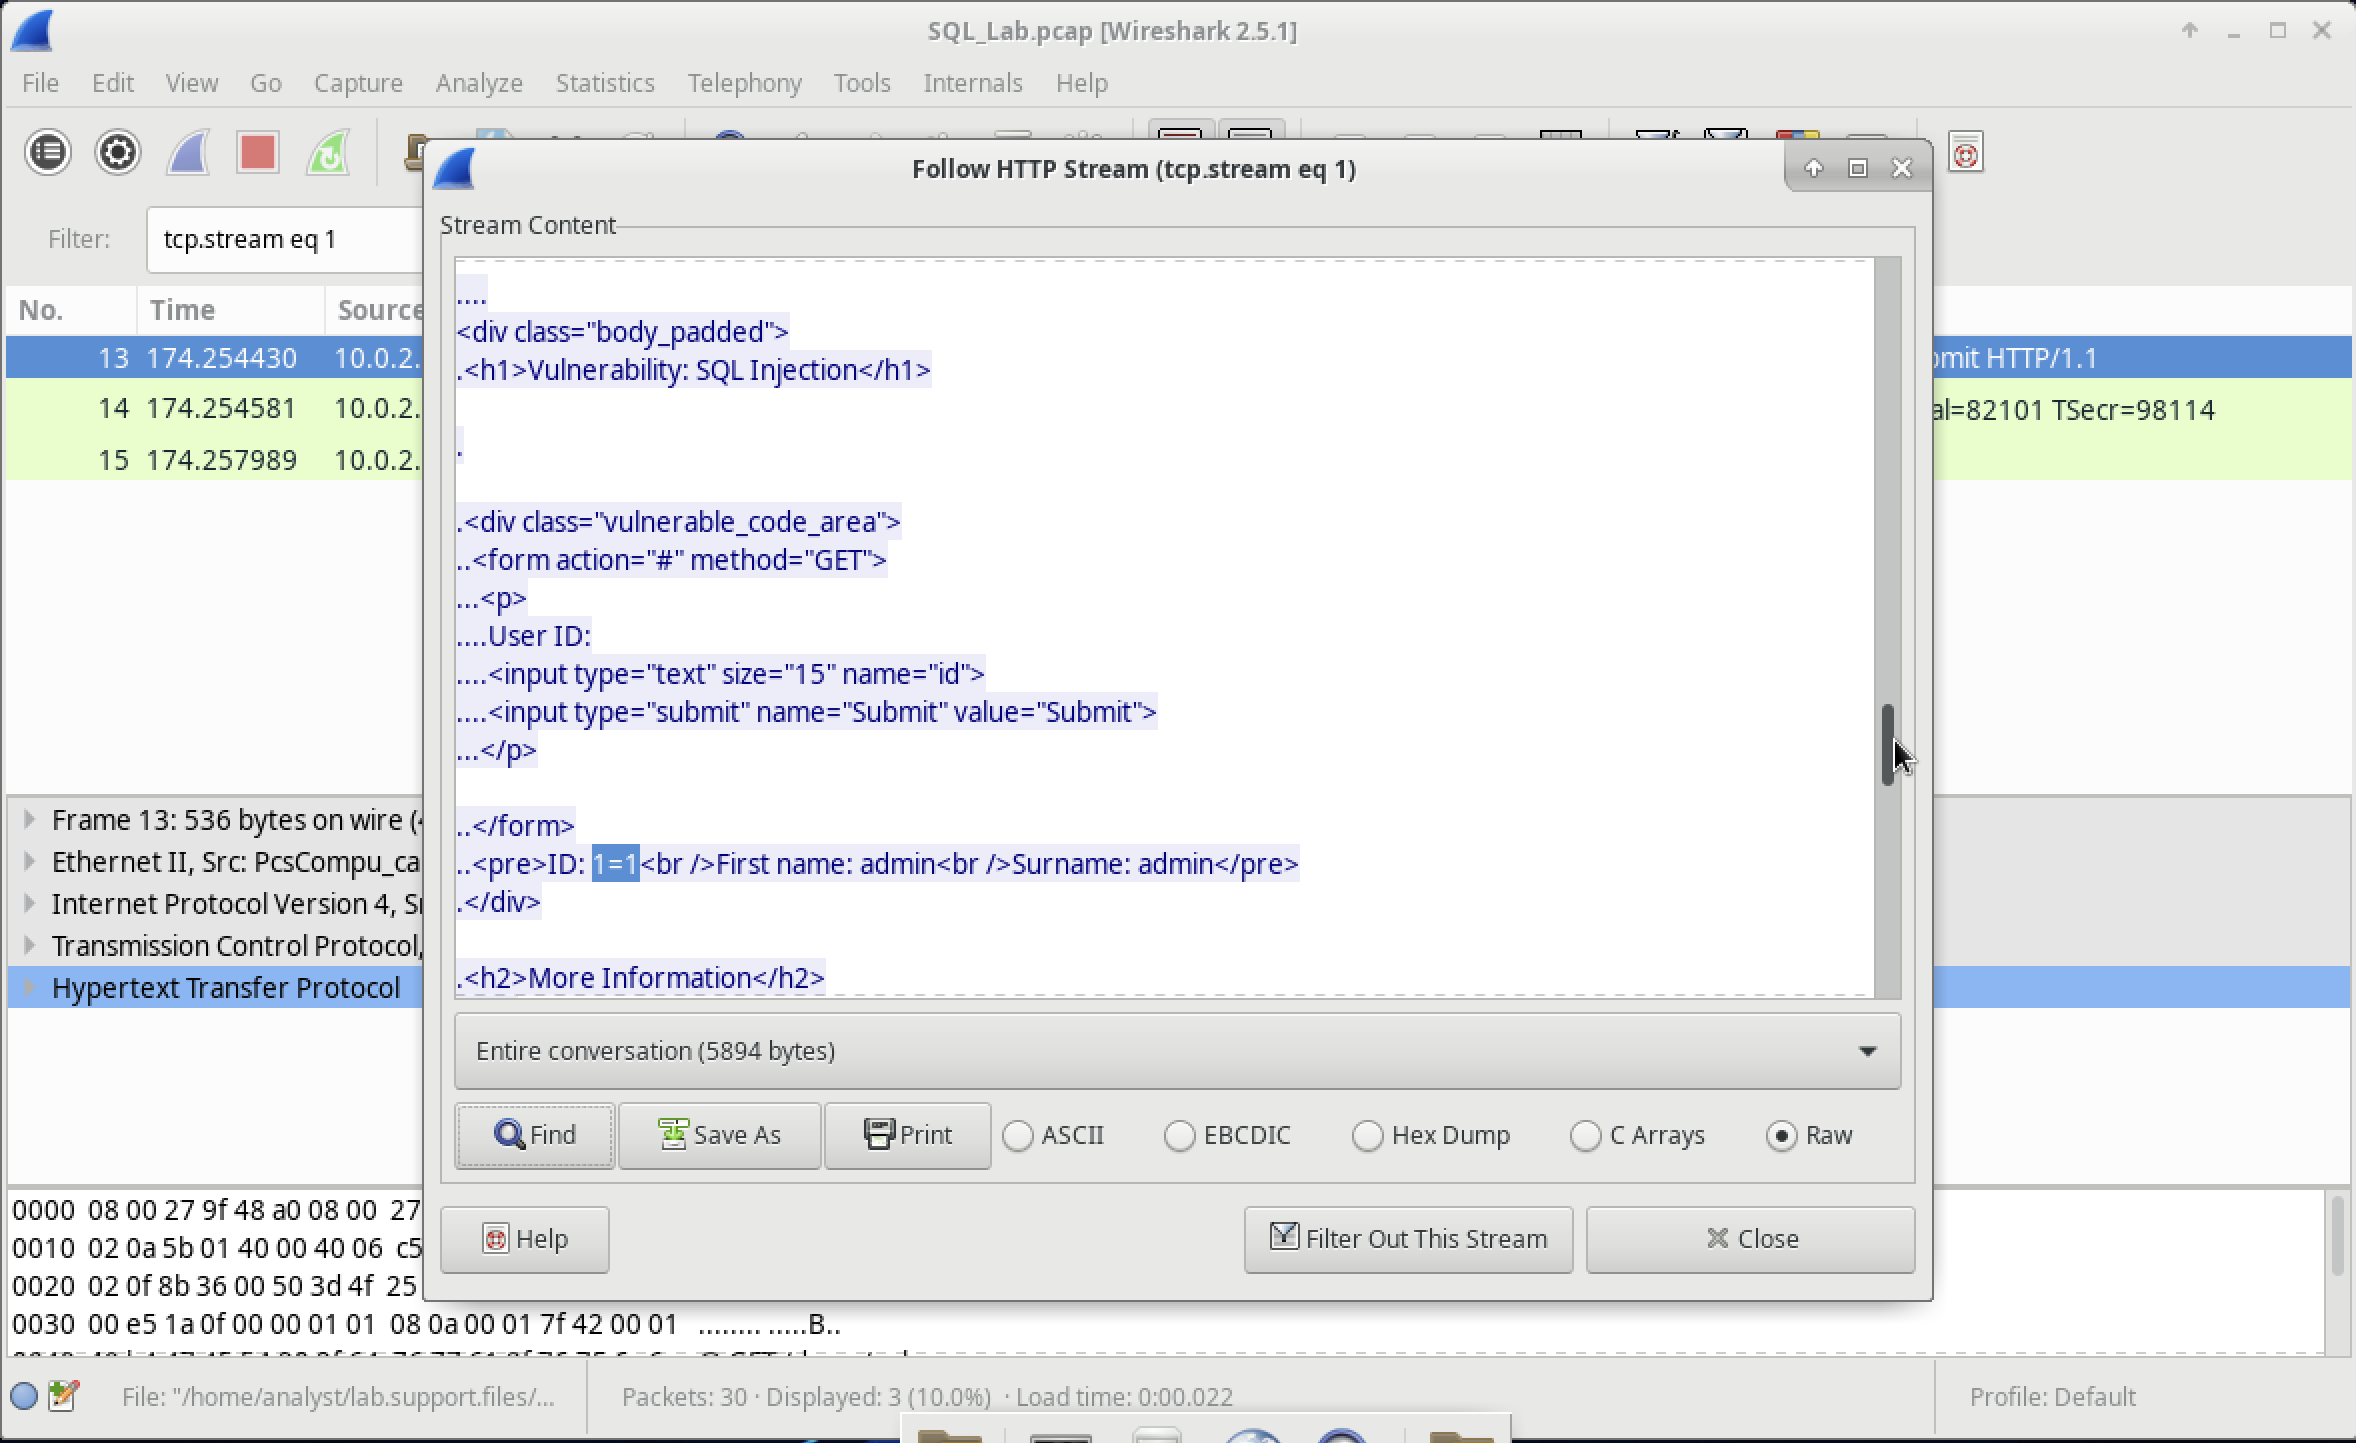 SQL_Lab.pcap [Wireshark 2.5.1]
File Edit View Go Capture Analyze Statistics Telephony Tools Internals Help
Follow HTTP Stream (tcp.stream eq 1)
Filter: tcp.stream eq 1
Stream Content
No. Time Source
13 174.254430 10.0.2. omit HTTP/1.1
14 174.254581 10.0.2. al=82101 TSecr=98114
15 174.257989 10.0.2.
....
<div class="body_padded">
.<h1>Vulnerability: SQL Injection</h1>
.
.<div class="vulnerable_code_area">
..<form action="#" method="GET">
...<p>
....User ID:
....<input type="text" size="15" name="id">
....<input type="submit" name="Submit" value="Submit">
...</p>
..</form>
..<pre>ID: 1=1<br />First name: admin<br />Surname: admin</pre>
.</div>
.<h2>More Information</h2>
Frame 13: 536 bytes on wire (
Ethernet II, Src: PcsCompu_ca
Internet Protocol Version 4, S
Transmission Control Protocol,
Hypertext Transfer Protocol
Entire conversation (5894 bytes)
Find Save As Print ASCII EBCDIC Hex Dump C Arrays Raw
Help Filter Out This Stream Close
0000 08 00 27 9f 48 a0 08 00 27
0010 02 0a 5b 01 40 00 40 06 c5
0020 02 0f 8b 36 00 50 3d 4f 25
0030 00 e5 1a 0f 00 00 01 01 08 0a 00 01 7f 42 00 01 ........ .....B..
File: "/home/analyst/lab.support.files/... Packets: 30 · Displayed: 3 (10.0%) · Load time: 0:00.022 Profile: Default